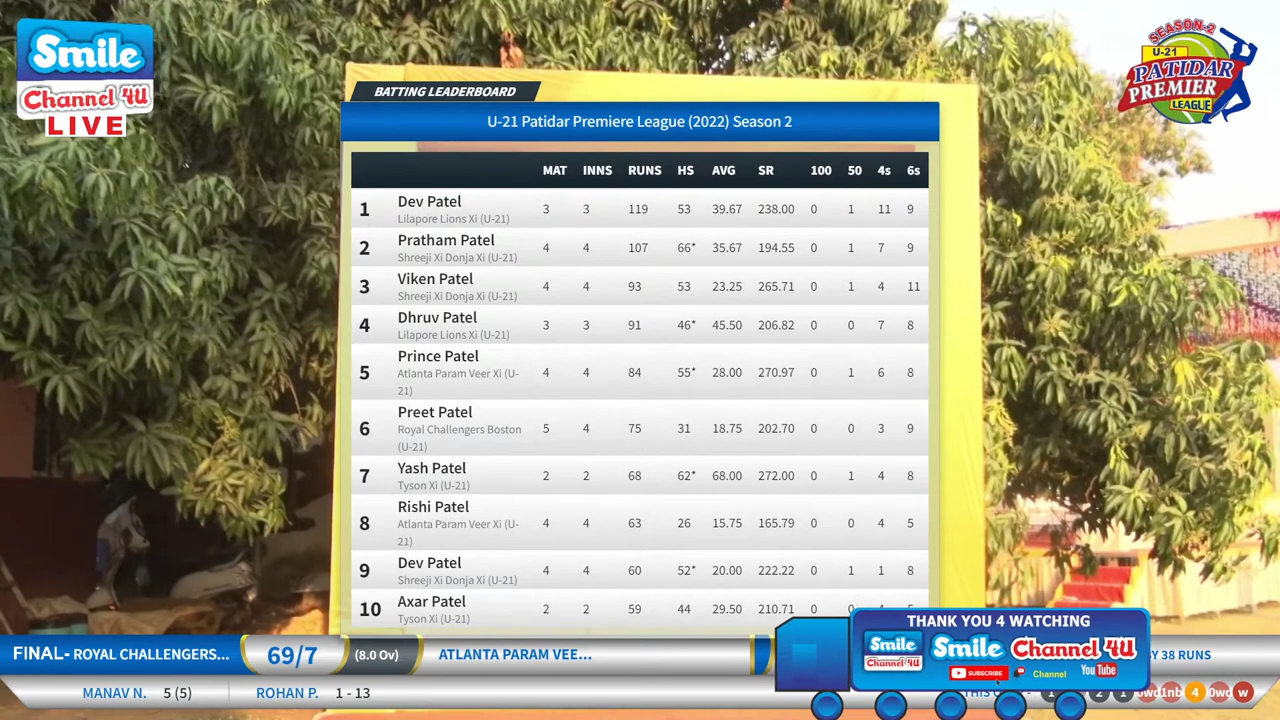 Smile
Channel 4U
LIVE
SEASON-2
U-21
PATIDAR
PREMIER
LEAGUE
BATTING LEADERBOARD
U-21 Patidar Premiere League (2022) Season 2
MAT INNS RUNS HS AVG SR 100 50 4s 6s
1 Dev Patel 3 3 119 53 39.67 238.00 0 1 11 9
Lilapore Lions Xi (U-21)
2 Pratham Patel 4 4 107 66* 35.67 194.55 0 1 7 9
Shreeji Xi Donja Xi (U-21)
3 Viken Patel 4 4 93 53 23.25 265.71 0 1 4 11
Shreeji Xi Donja Xi (U-21)
4 Dhruv Patel 3 3 91 46* 45.50 206.82 0 0 7 8
Lilapore Lions Xi (U-21)
5 Prince Patel 4 4 84 55* 28.00 270.97 0 1 6 8
Atlanta Param Veer Xi (U-
21)
6 Preet Patel 5 4 75 31 18.75 202.70 0 0 3 9
Royal Challengers Boston
(U-21)
7 Yash Patel 2 2 68 62* 68.00 272.00 0 1 4 8
Tyson Xi (U-21)
8 Rishi Patel 4 4 63 26 15.75 165.79 0 0 4 5
Atlanta Param Veer Xi (U-
21)
9 Dev Patel 4 4 60 52* 20.00 222.22 0 1 1 8
Shreeji Xi Donja Xi (U-21)
10 Axar Patel 2 2 59 44 29.50 210.71 0
Tyson Xi (U-21)
THANK YOU 4 WATCHING
Smile
Channel 4U
Smile Channel 4U
SUBSCRIBE Channel YouTube
FINAL- ROYAL CHALLENGERS... 69/7 (8.0 Ov) ATLANTA PARAM VEE... BY 38 RUNS
MANAV N. 5 (5) ROHAN P. 1 - 13 2 1 1nb 4 0wd w